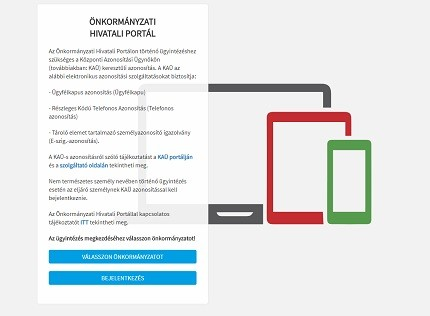 ÖNKORMÁNYZATI
HIVATALI PORTÁL
Az Önkormányzati Hivatali Portálon történő ügyintézéshez
szükséges a Központi Azonosítási Ügynökön
(továbbiakban: KAÜ) keresztüli azonosítás. A KAÜ az
alábbi elektronikus azonosítási szolgáltatásokat biztosítja:
- Ügyfélkapus azonosítás (Ügyfélkapu)
- Részleges Kódú Telefonos Azonosítás (Telefonos
azonosítás)
- Tároló elemet tartalmazó személyazonosító igazolvány
(E-szig.-azonosítás).
A KAÜ-s azonosításról szóló tájékoztatást a KAÜ portálján
és a szolgáltató oldalán tekintheti meg.
Nem természetes személy nevében történő ügyintézés
esetén az eljáró személynek KAÜ azonosítással kell
bejelentkeznie.
Az Önkormányzati Hivatali Portállal kapcsolatos
tájékoztatót ITT tekintheti meg.
Az ügyintézés megkezdéséhez válasszon önkormányzatot!
VÁLASSZON ÖNKORMÁNYZATOT
BEJELENTKEZÉS